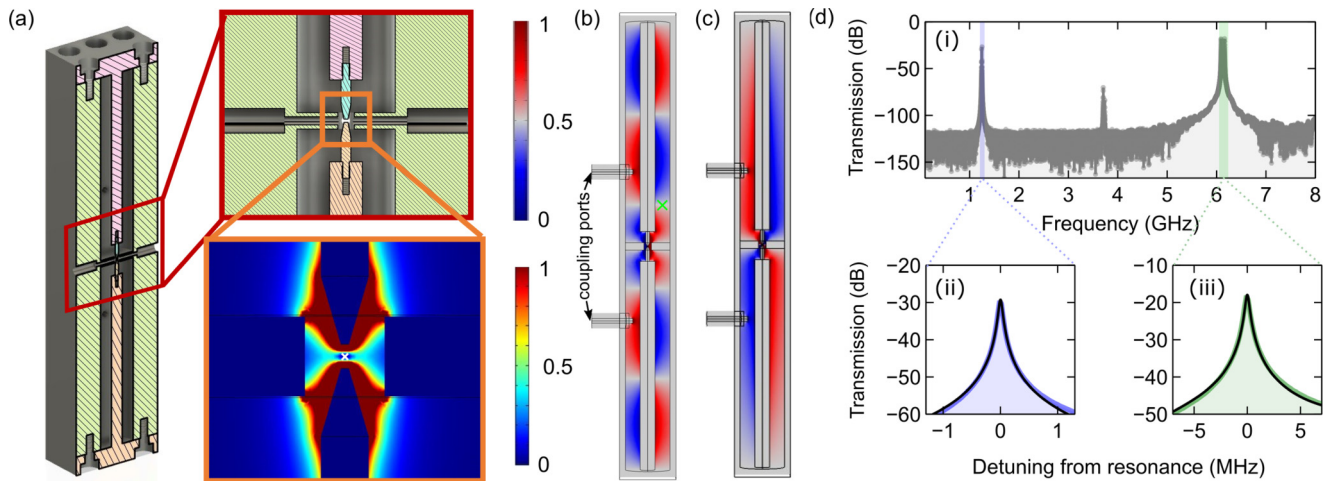 (a)
1
0.5
0
1
0.5
0
(b)
coupling ports
(c)
(d)
(i)
Transmission (dB)
0
−50
−100
−150
1 2 3 4 5 6 7 8
Frequency (GHz)
(ii)
Transmission (dB)
−20
−30
−40
−50
−60
−1 0 1
(iii)
−10
−20
−30
−40
−50
−5 0 5
Detuning from resonance (MHz)